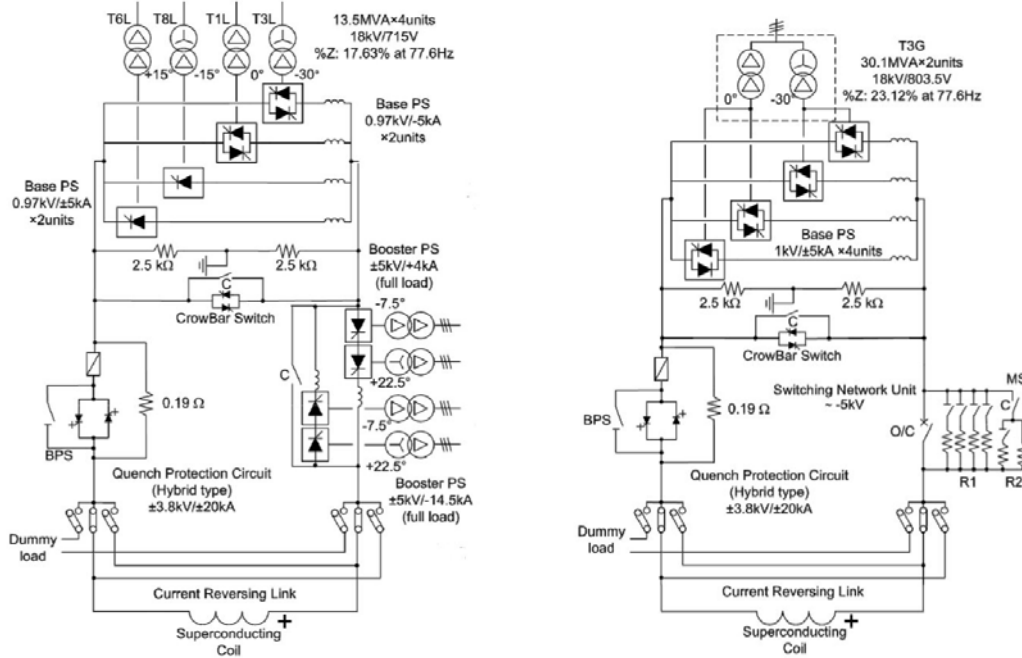 T6L T8L T1L T3L
13.5MVA×4units
18kV/715V
%Z: 17.63% at 77.6Hz
+15° -15° 0° -30°
Base PS
0.97kV/-5kA
×2units
Base PS
0.97kV/±5kA
×2units
2.5 kΩ 2.5 kΩ
C
CrowBar Switch
Booster PS
±5kV/+4kA
(full load)
-7.5°
+22.5°
C
-7.5°
+22.5°
Booster PS
±5kV/-14.5kA
(full load)
0.19 Ω
BPS
Quench Protection Circuit
(Hybrid type)
±3.8kV/±20kA
Dummy
load
Current Reversing Link
+
Superconducting
Coil
T3G
30.1MVA×2units
18kV/803.5V
%Z: 23.12% at 77.6Hz
0° -30°
Base PS
1kV/±5kA ×4units
2.5 kΩ 2.5 kΩ
C
CrowBar Switch
Switching Network Unit
~ -5kV
MS
C
O/C
R1 R2
0.19 Ω
BPS
Quench Protection Circuit
(Hybrid type)
±3.8kV/±20kA
Dummy
load
Current Reversing Link
+
Superconducting
Coil